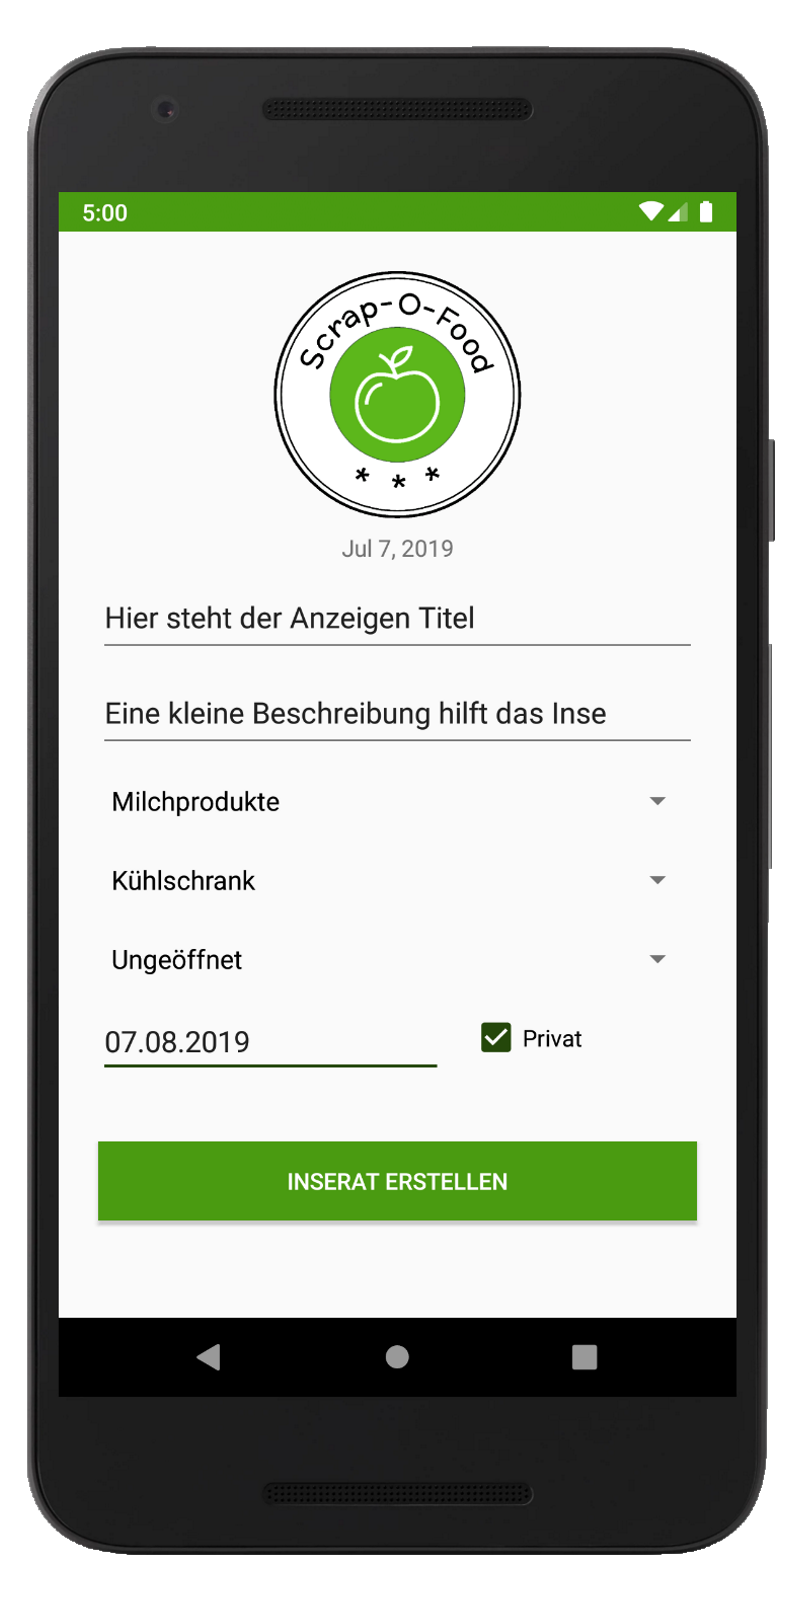 5:00
Scrap-O-Food
* * *
Jul 7, 2019
Hier steht der Anzeigen Titel
Eine kleine Beschreibung hilft das Inse
Milchprodukte
Kühlschrank
Ungeöffnet
07.08.2019
Privat
INSERAT ERSTELLEN